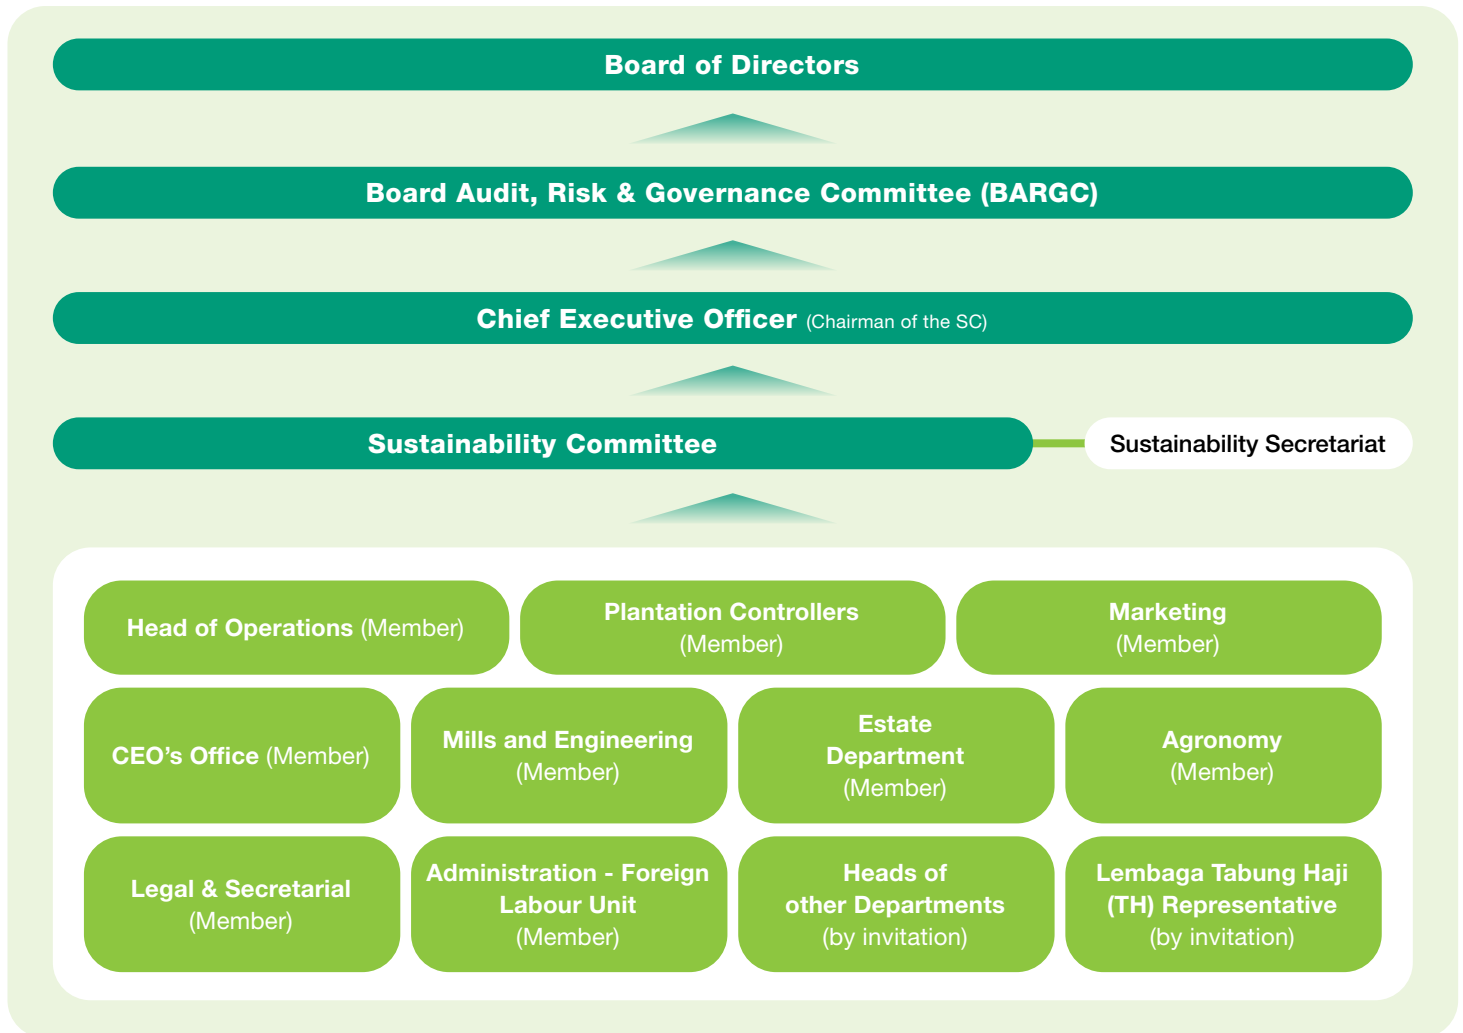 Board of Directors
Board Audit, Risk & Governance Committee (BARGC)
Chief Executive Officer (Chairman of the SC)
Sustainability Committee
Sustainability Secretariat
Head of Operations (Member)
Plantation Controllers
(Member)
Marketing
(Member)
CEO’s Office (Member)
Mills and Engineering
(Member)
Estate
Department
(Member)
Agronomy
(Member)
Legal & Secretarial
(Member)
Administration - Foreign
Labour Unit
(Member)
Heads of
other Departments
(by invitation)
Lembaga Tabung Haji
(TH) Representative
(by invitation)